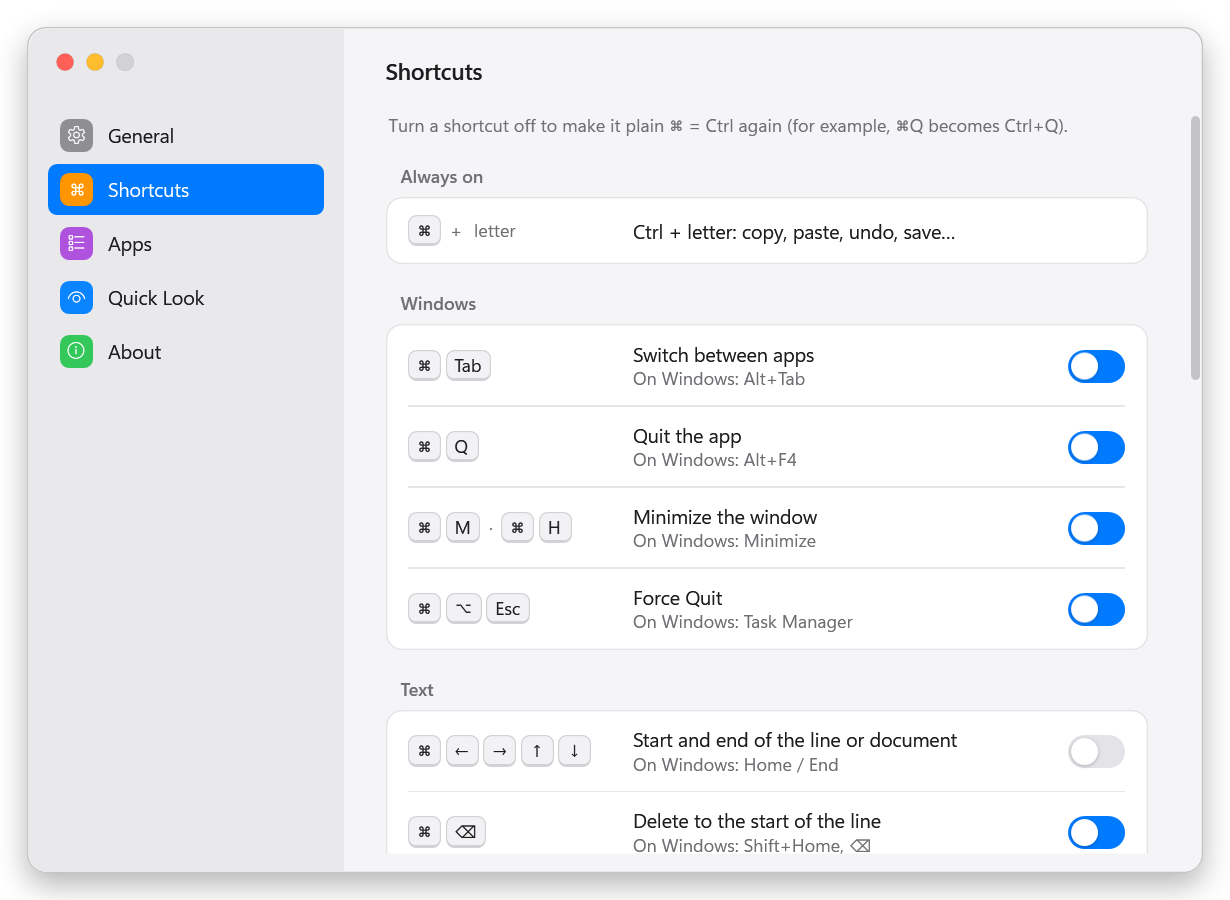 Shortcuts
Turn a shortcut off to make it plain ⌘ = Ctrl again (for example, ⌘Q becomes Ctrl+Q).
General
Shortcuts
Apps
Quick Look
About
Always on
⌘ + letter
Ctrl + letter: copy, paste, undo, save...
Windows
⌘ Tab
Switch between apps
On Windows: Alt+Tab
⌘ Q
Quit the app
On Windows: Alt+F4
⌘ M · ⌘ H
Minimize the window
On Windows: Minimize
⌘ ⌥ Esc
Force Quit
On Windows: Task Manager
Text
⌘ ← → ↑ ↓
Start and end of the line or document
On Windows: Home / End
⌘ ⌫
Delete to the start of the line
On Windows: Shift+Home, ⌫